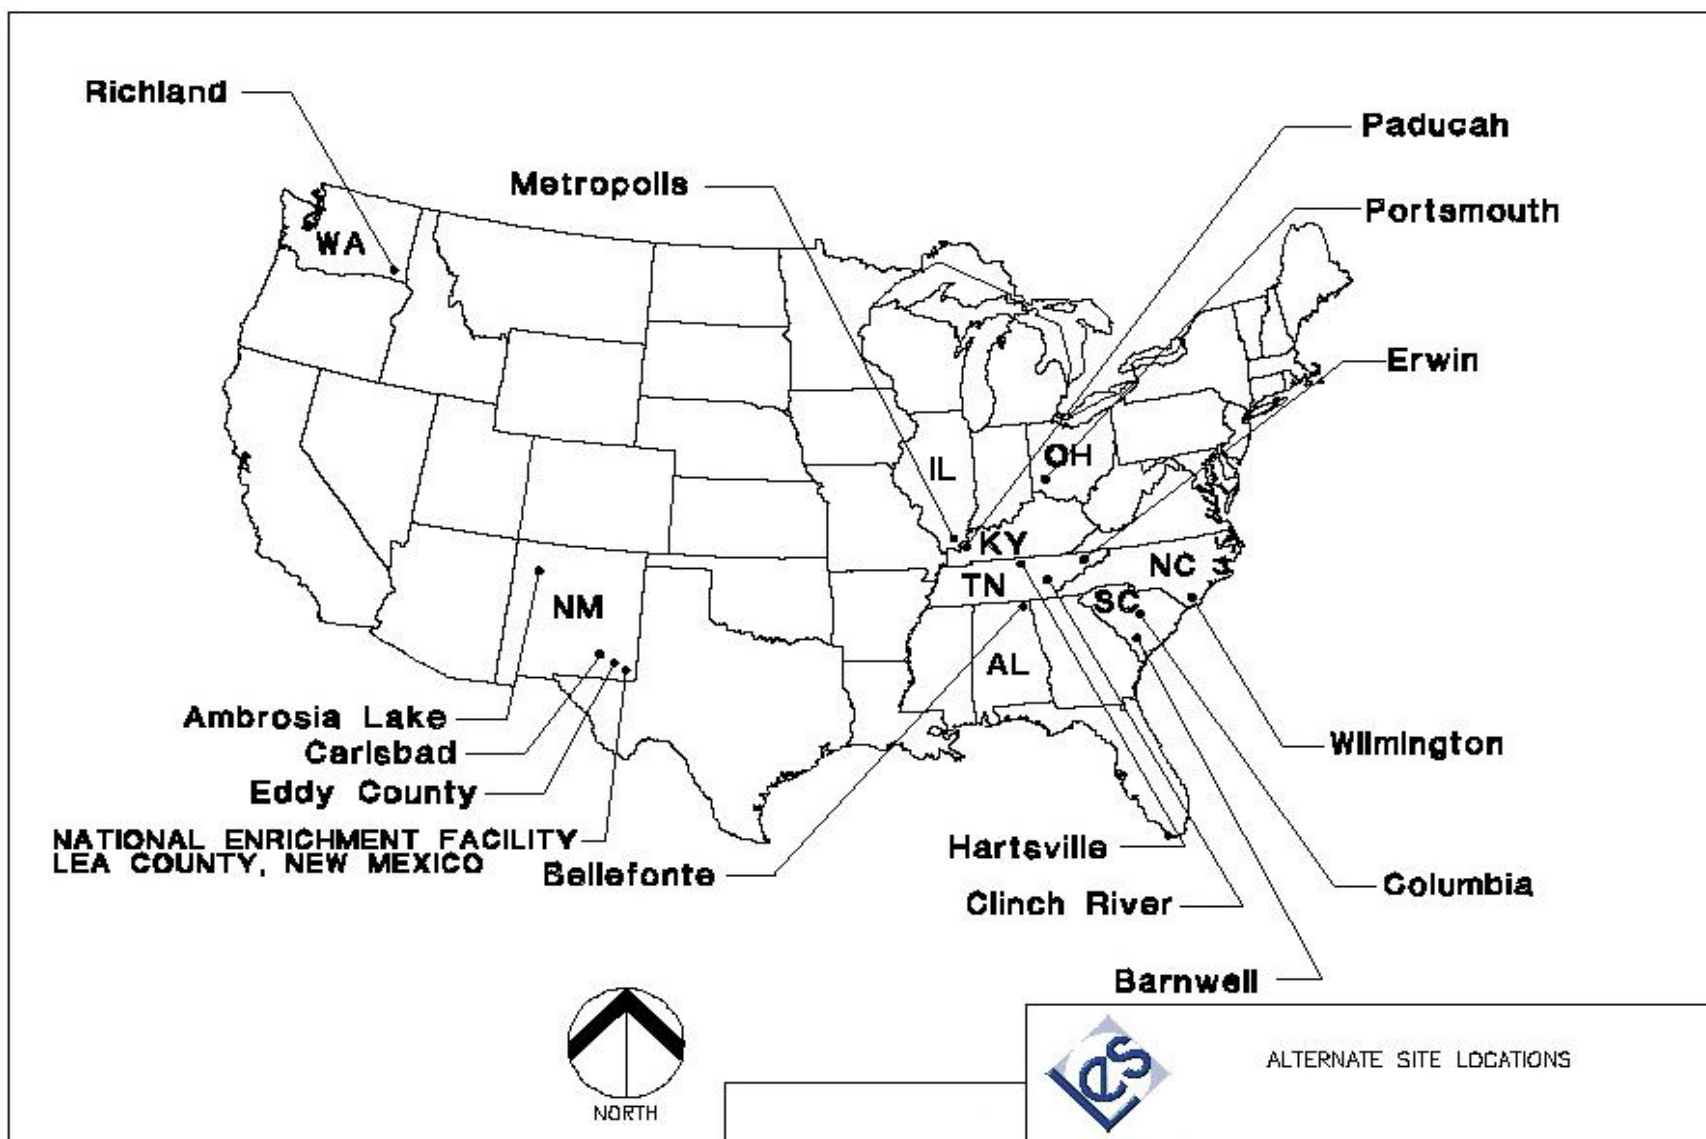 Richland
Paducah
Metropolis
Portsmouth
WA
Erwin
IL
OH
KY
NC
TN
SC
NM
AL
Ambrosia Lake
Carlsbad
Wilmington
Eddy County
NATIONAL ENRICHMENT FACILITY
LEA COUNTY, NEW MEXICO
Hartsville
Bellefonte
Columbia
Clinch River
Barnwell
LES
ALTERNATE SITE LOCATIONS
NORTH